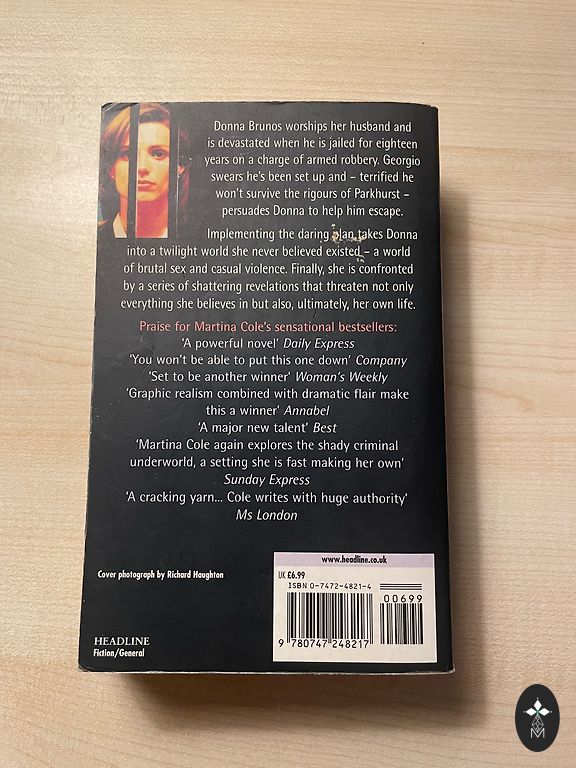 Donna Brunos worships her husband and
is devastated when he is jailed for eighteen
years on a charge of armed robbery. Georgio
swears he's been set up and – terrified he
won't survive the rigours of Parkhurst –
persuades Donna to help him escape.
Implementing the daring plan takes Donna
into a twilight world she never believed existed – a world
of brutal sex and casual violence. Finally, she is confronted
by a series of shattering revelations that threaten not only
everything she believes in but also, ultimately, her own life.
Praise for Martina Cole's sensational bestsellers:
'A powerful novel' Daily Express
'You won't be able to put this one down' Company
'Set to be another winner' Woman's Weekly
'Graphic realism combined with dramatic flair make
this a winner' Annabel
'A major new talent' Best
'Martina Cole again explores the shady criminal
underworld, a setting she is fast making her own'
Sunday Express
'A cracking yarn... Cole writes with huge authority'
Ms London
www.headline.co.uk
UK £6.99
ISBN 0-7472-4821-4
00699
9 780747 248217
Cover photograph by Richard Haughton
HEADLINE
Fiction/General
M